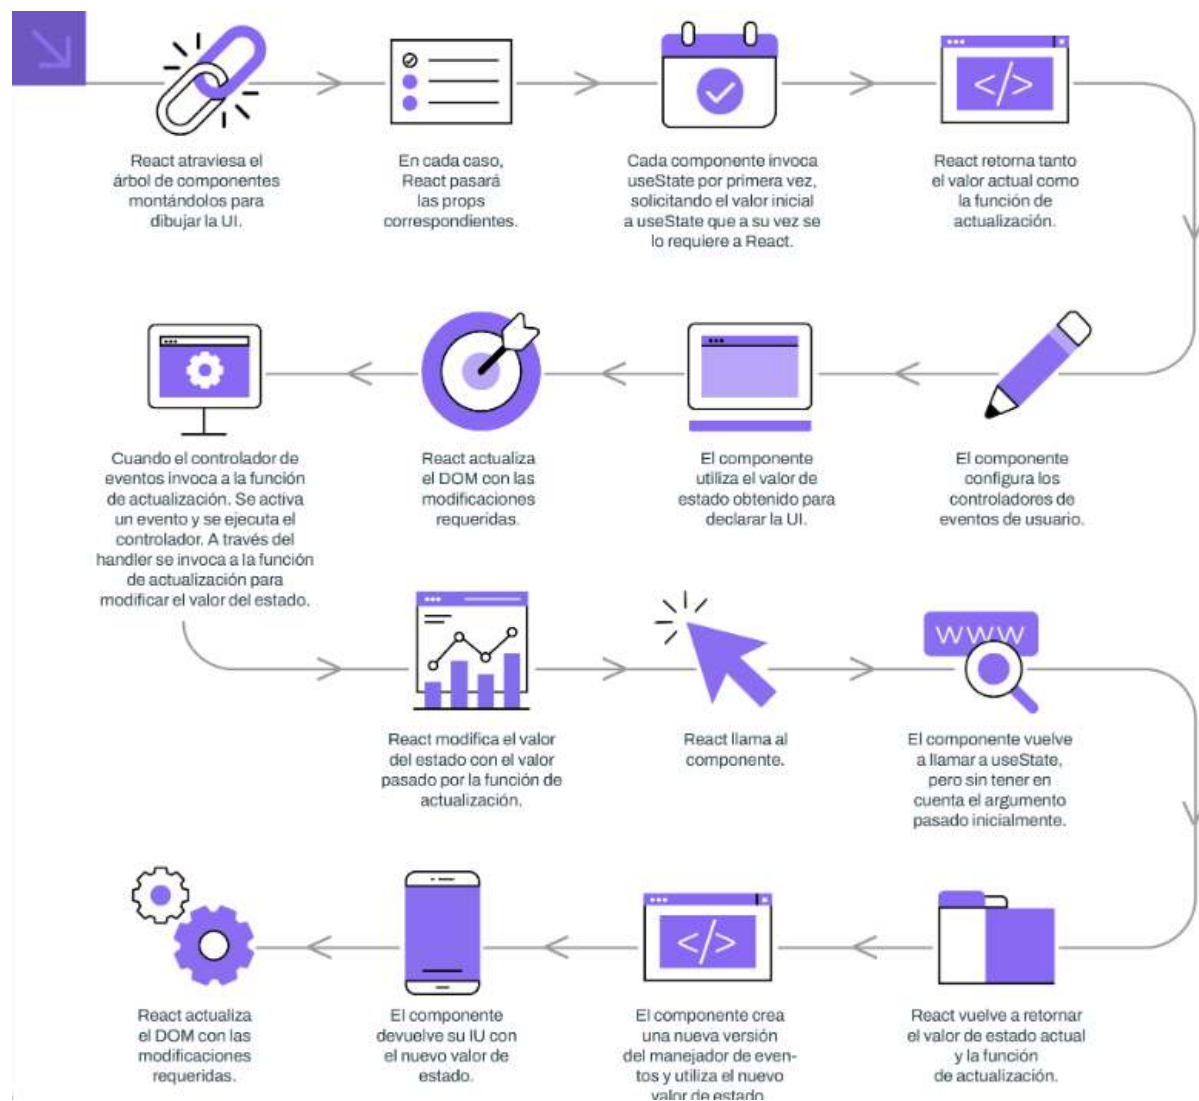 React atraviesa el
árbol de componentes
montándolos para
dibujar la UI.
En cada caso,
React pasará
las props
correspondientes.
Cada componente invoca
useState por primera vez,
solicitando el valor inicial
a useState que a su vez se
lo requiere a React.
</>
React retorna tanto
el valor actual como
la función de
actualización.
El componente
configura los
controladores de
eventos de usuario.
El componente
utiliza el valor de
estado obtenido para
declarar la UI.
React actualiza
el DOM con las
modificaciones
requeridas.
Cuando el controlador de
eventos invoca a la función
de actualización. Se activa
un evento y se ejecuta el
controlador. A través del
handler se invoca a la función
de actualización para
modificar el valor del estado.
React modifica el valor
del estado con el valor
pasado por la función de
actualización.
React llama al
componente.
WWW
El componente vuelve
a llamar a useState,
pero sin tener en
cuenta el argumento
pasado inicialmente.
React vuelve a retornar
el valor de estado actual
y la función
de actualización.
</>
El componente crea
una nueva versión
del manejador de even-
tos y utiliza el nuevo
valor de estado.
El componente
devuelve su IU con
el nuevo valor de
estado.
React actualiza
el DOM con las
modificaciones
requeridas.